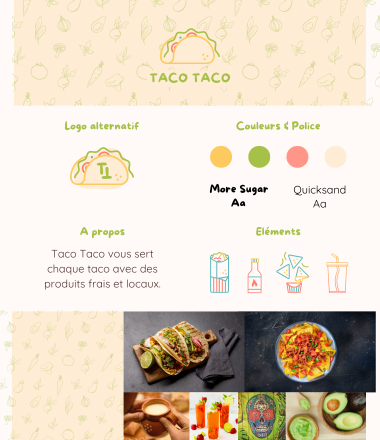 TACO TACO
Logo alternatif
TT
Couleurs & Police
More Sugar
Aa
Quicksand
Aa
A propos
Taco Taco vous sert
chaque taco avec des
produits frais et locaux.
Eléments